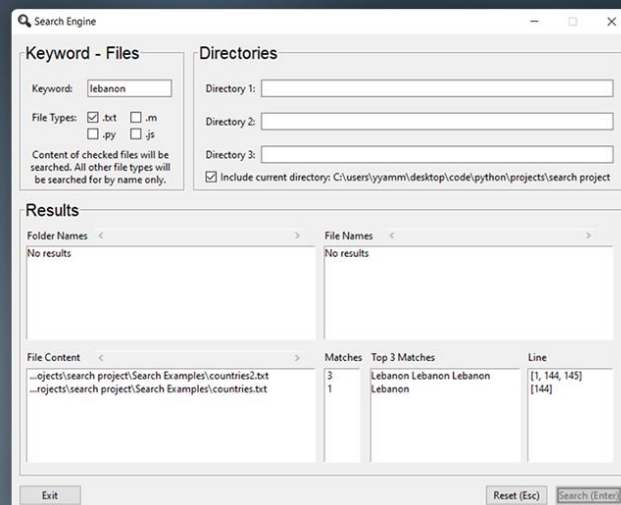 Search Engine
Keyword - Files
Keyword: lebanon
File Types: .txt .m
.py .js
Content of checked files will be
searched. All other file types will
be searched for by name only.
Directories
Directory 1:
Directory 2:
Directory 3:
Include current directory: C:\users\yyamm\desktop\code\python\projects\search project
Results
Folder Names < >
No results
File Names < >
No results
File Content < > Matches Top 3 Matches Line
...ojects\search project\Search Examples\countries2.txt 3 Lebanon Lebanon Lebanon [1, 144, 145]
...rojects\search project\Search Examples\countries.txt 1 Lebanon [144]
Exit Reset (Esc) Search (Enter)